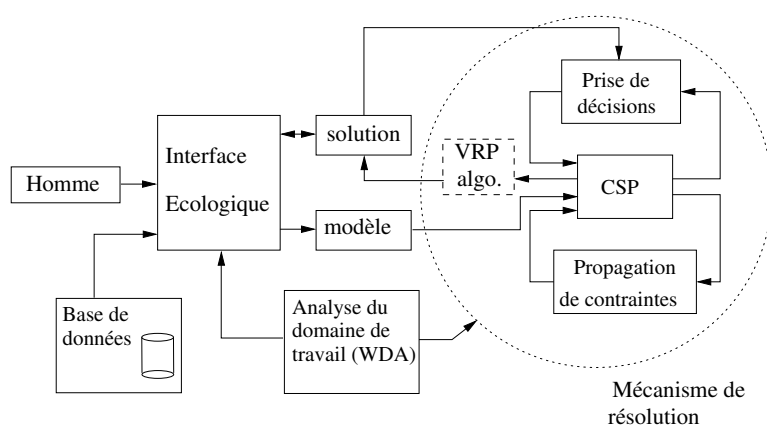 Prise de
décisions
solution
VRP
algo.
Interface
Ecologique
CSP
Homme
modèle
Propagation
de contraintes
Base de
données
Analyse du
domaine de
travail (WDA)
Mécanisme de
résolution